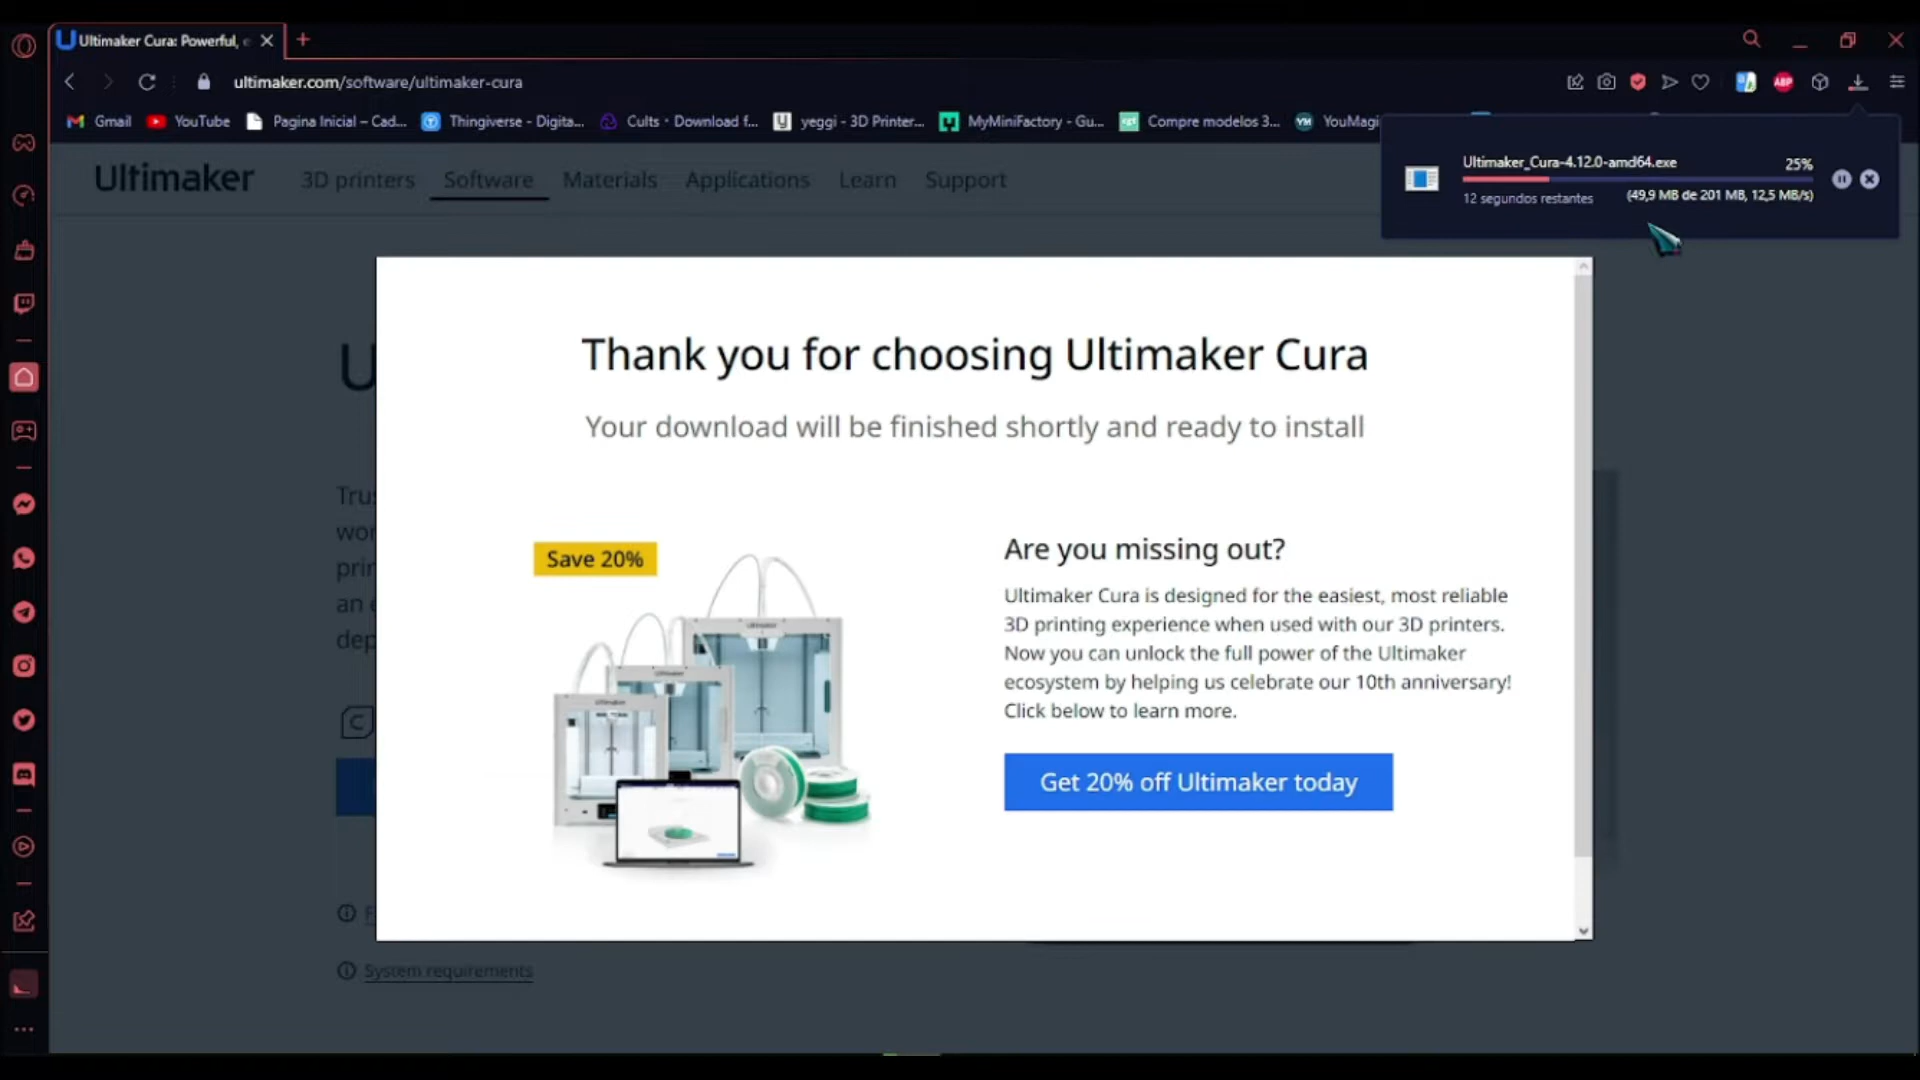 Ultimaker Cura: Powerful, e
ultimaker.com/software/ultimaker-cura
ABP
Gmail YouTube Pagina Inicial – Cad... Thingiverse - Digita... Cults・Download f... yeggi - 3D Printer... MyMiniFactory - Gu... Compre modelos 3... YouMagi
Ultimaker_Cura-4.12.0-amd64.exe 25%
12 segundos restantes (49,9 MB de 201 MB, 12,5 MB/s)
Ultimaker 3D printers Software Materials Applications Learn Support
Thank you for choosing Ultimaker Cura
Your download will be finished shortly and ready to install
Save 20%
Are you missing out?
Ultimaker Cura is designed for the easiest, most reliable
3D printing experience when used with our 3D printers.
Now you can unlock the full power of the Ultimaker
ecosystem by helping us celebrate our 10th anniversary!
Click below to learn more.
Get 20% off Ultimaker today
System requirements